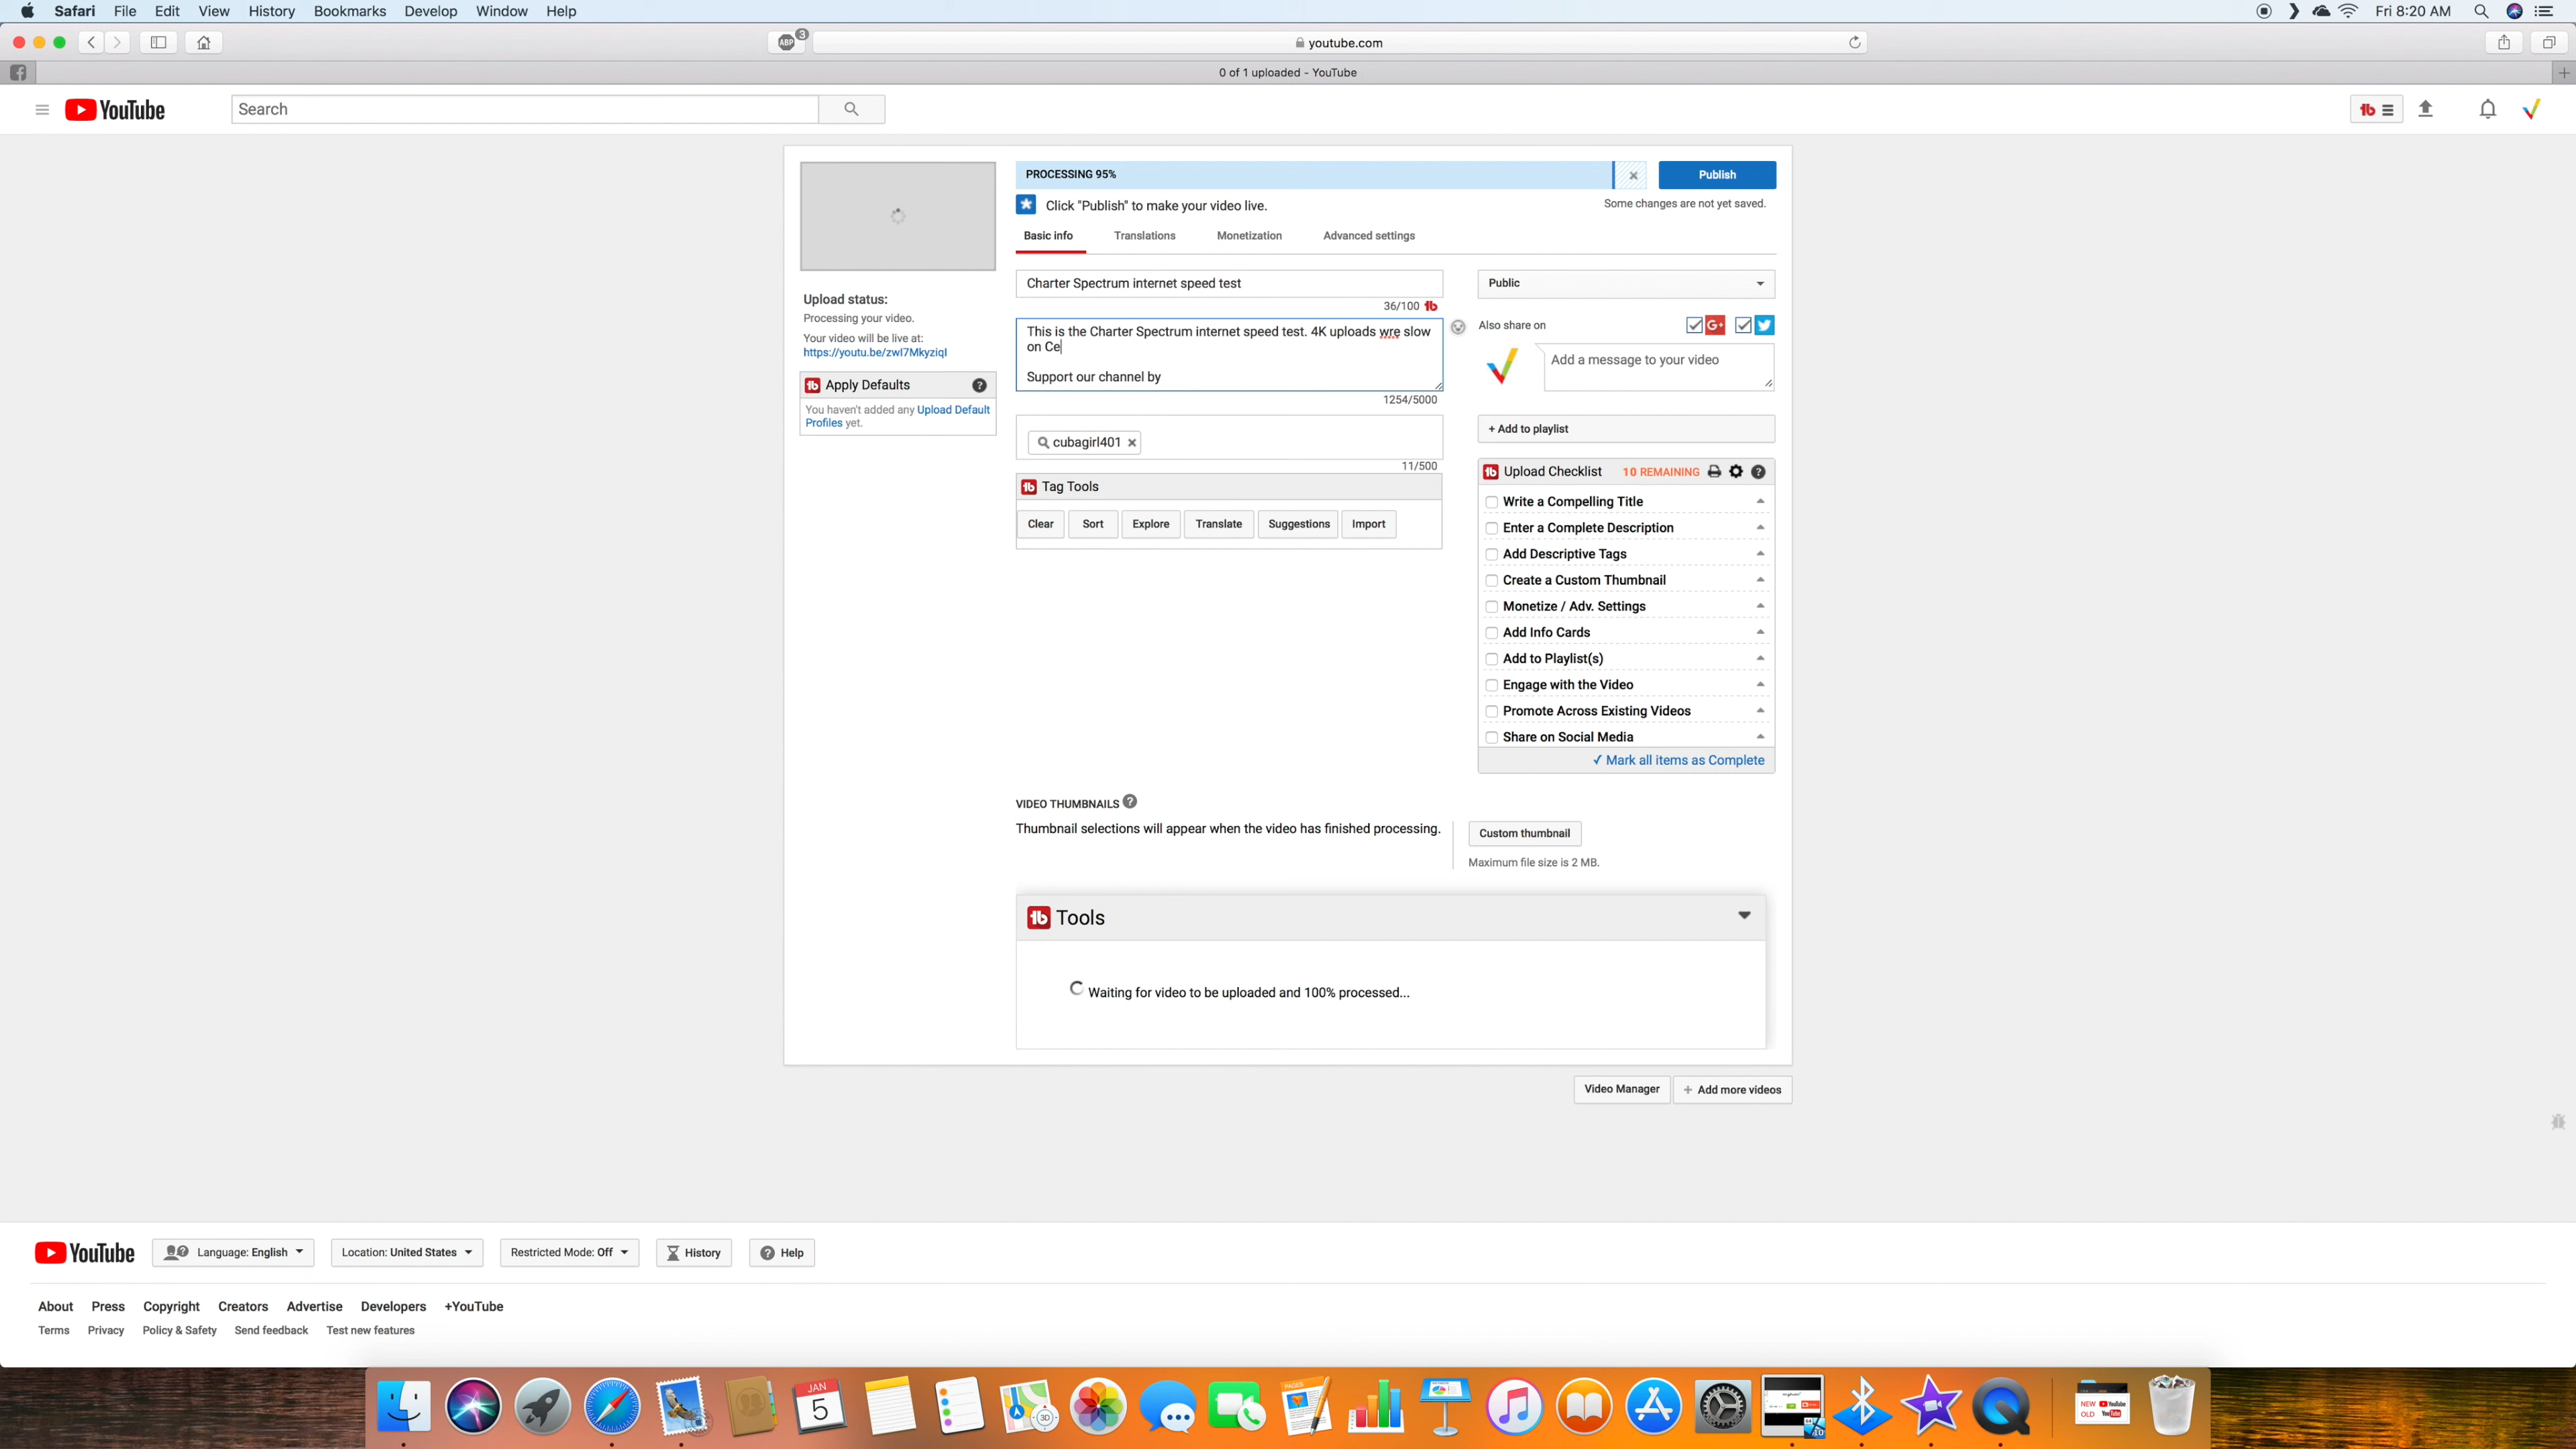 Safari File Edit View History Bookmarks Develop Window Help Fri 8:20 AM
ABP 3 youtube.com
0 of 1 uploaded - YouTube
YouTube Search
PROCESSING 95% Publish
Click "Publish" to make your video live. Some changes are not yet saved.
Basic info Translations Monetization Advanced settings
Charter Spectrum internet speed test Public
36/100
Upload status:
Processing your video.
Your video will be live at:
https://youtu.be/zwI7MkyziqI
This is the Charter Spectrum internet speed test. 4K uploads wre slow
on Ce
Support our channel by
1254/5000
Also share on G+
Add a message to your video
Apply Defaults
You haven't added any Upload Default
Profiles yet.
cubagirl401
11/500
+ Add to playlist
Tag Tools
Clear Sort Explore Translate Suggestions Import
Upload Checklist 10 REMAINING
Write a Compelling Title
Enter a Complete Description
Add Descriptive Tags
Create a Custom Thumbnail
Monetize / Adv. Settings
Add Info Cards
Add to Playlist(s)
Engage with the Video
Promote Across Existing Videos
Share on Social Media
✓ Mark all items as Complete
VIDEO THUMBNAILS
Thumbnail selections will appear when the video has finished processing. Custom thumbnail
Maximum file size is 2 MB.
Tools
Waiting for video to be uploaded and 100% processed...
Video Manager + Add more videos
YouTube Language: English Location: United States Restricted Mode: Off History Help
About Press Copyright Creators Advertise Developers +YouTube
Terms Privacy Policy & Safety Send feedback Test new features
JAN
5
3D
PAGES
NEW YouTube
OLD YouTube